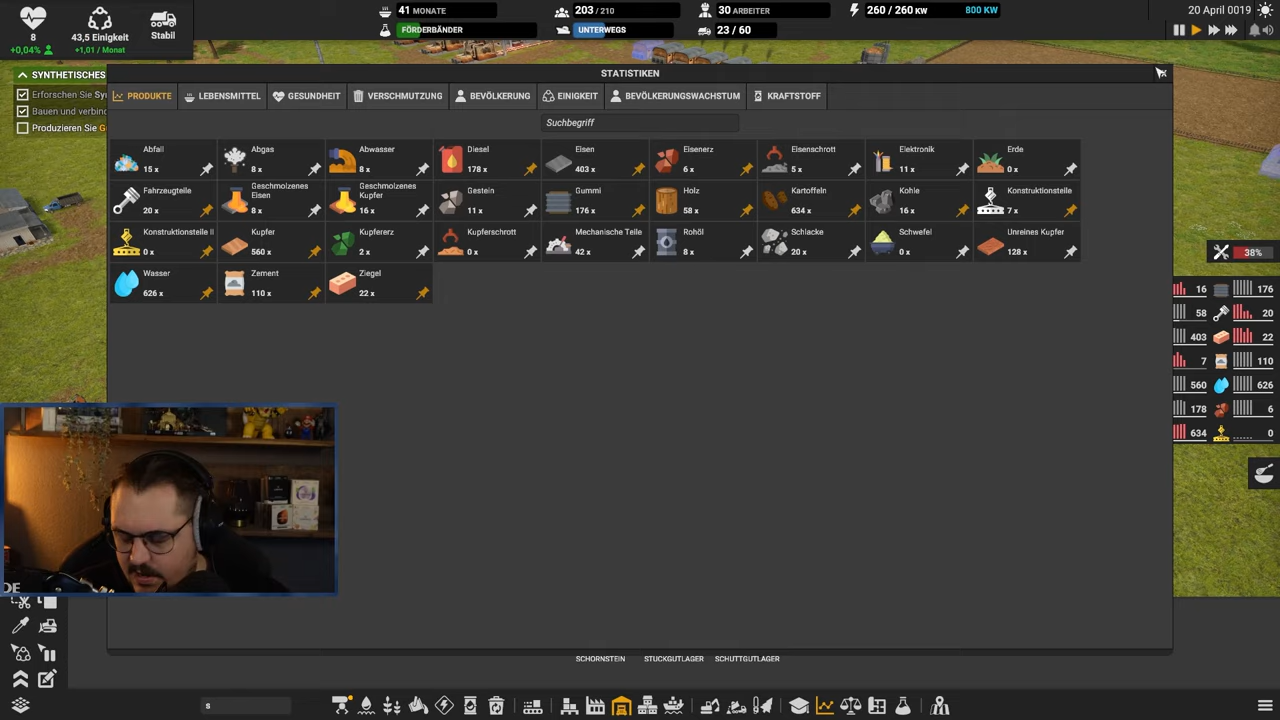 8
+0,04%
43,5 Einigkeit
+1,01 / Monat
Stabil
41 MONATE
FÖRDERBÄNDER
203 / 210
UNTERWEGS
30 ARBEITER
23 / 60
260 / 260 KW
800 KW
20 April 0019
SYNTHETISCHES
Erforschen Sie Sy
Bauen und verbind
Produzieren Sie G
STATISTIKEN
PRODUKTE
LEBENSMITTEL
GESUNDHEIT
VERSCHMUTZUNG
BEVÖLKERUNG
EINIGKEIT
BEVÖLKERUNGSWACHSTUM
KRAFTSTOFF
Suchbegriff
Abfall
15 x
Abgas
8 x
Abwasser
8 x
Diesel
178 x
Eisen
403 x
Eisenerz
6 x
Eisenschrott
5 x
Elektronik
11 x
Erde
0 x
Fahrzeugteile
20 x
Geschmolzenes
Eisen
8 x
Geschmolzenes
Kupfer
16 x
Gestein
11 x
Gummi
176 x
Holz
58 x
Kartoffeln
634 x
Kohle
16 x
Konstruktionsteile
7 x
Konstruktionsteile II
0 x
Kupfer
560 x
Kupfererz
2 x
Kupferschrott
0 x
Mechanische Teile
42 x
Rohöl
8 x
Schlacke
20 x
Schwefel
0 x
Unreines Kupfer
128 x
Wasser
626 x
Zement
110 x
Ziegel
22 x
38%
16
176
58
20
403
22
7
110
560
626
178
6
634
0
DE
SCHORNSTEIN
STÜCKGUTLAGER
SCHÜTTGUTLAGER
s